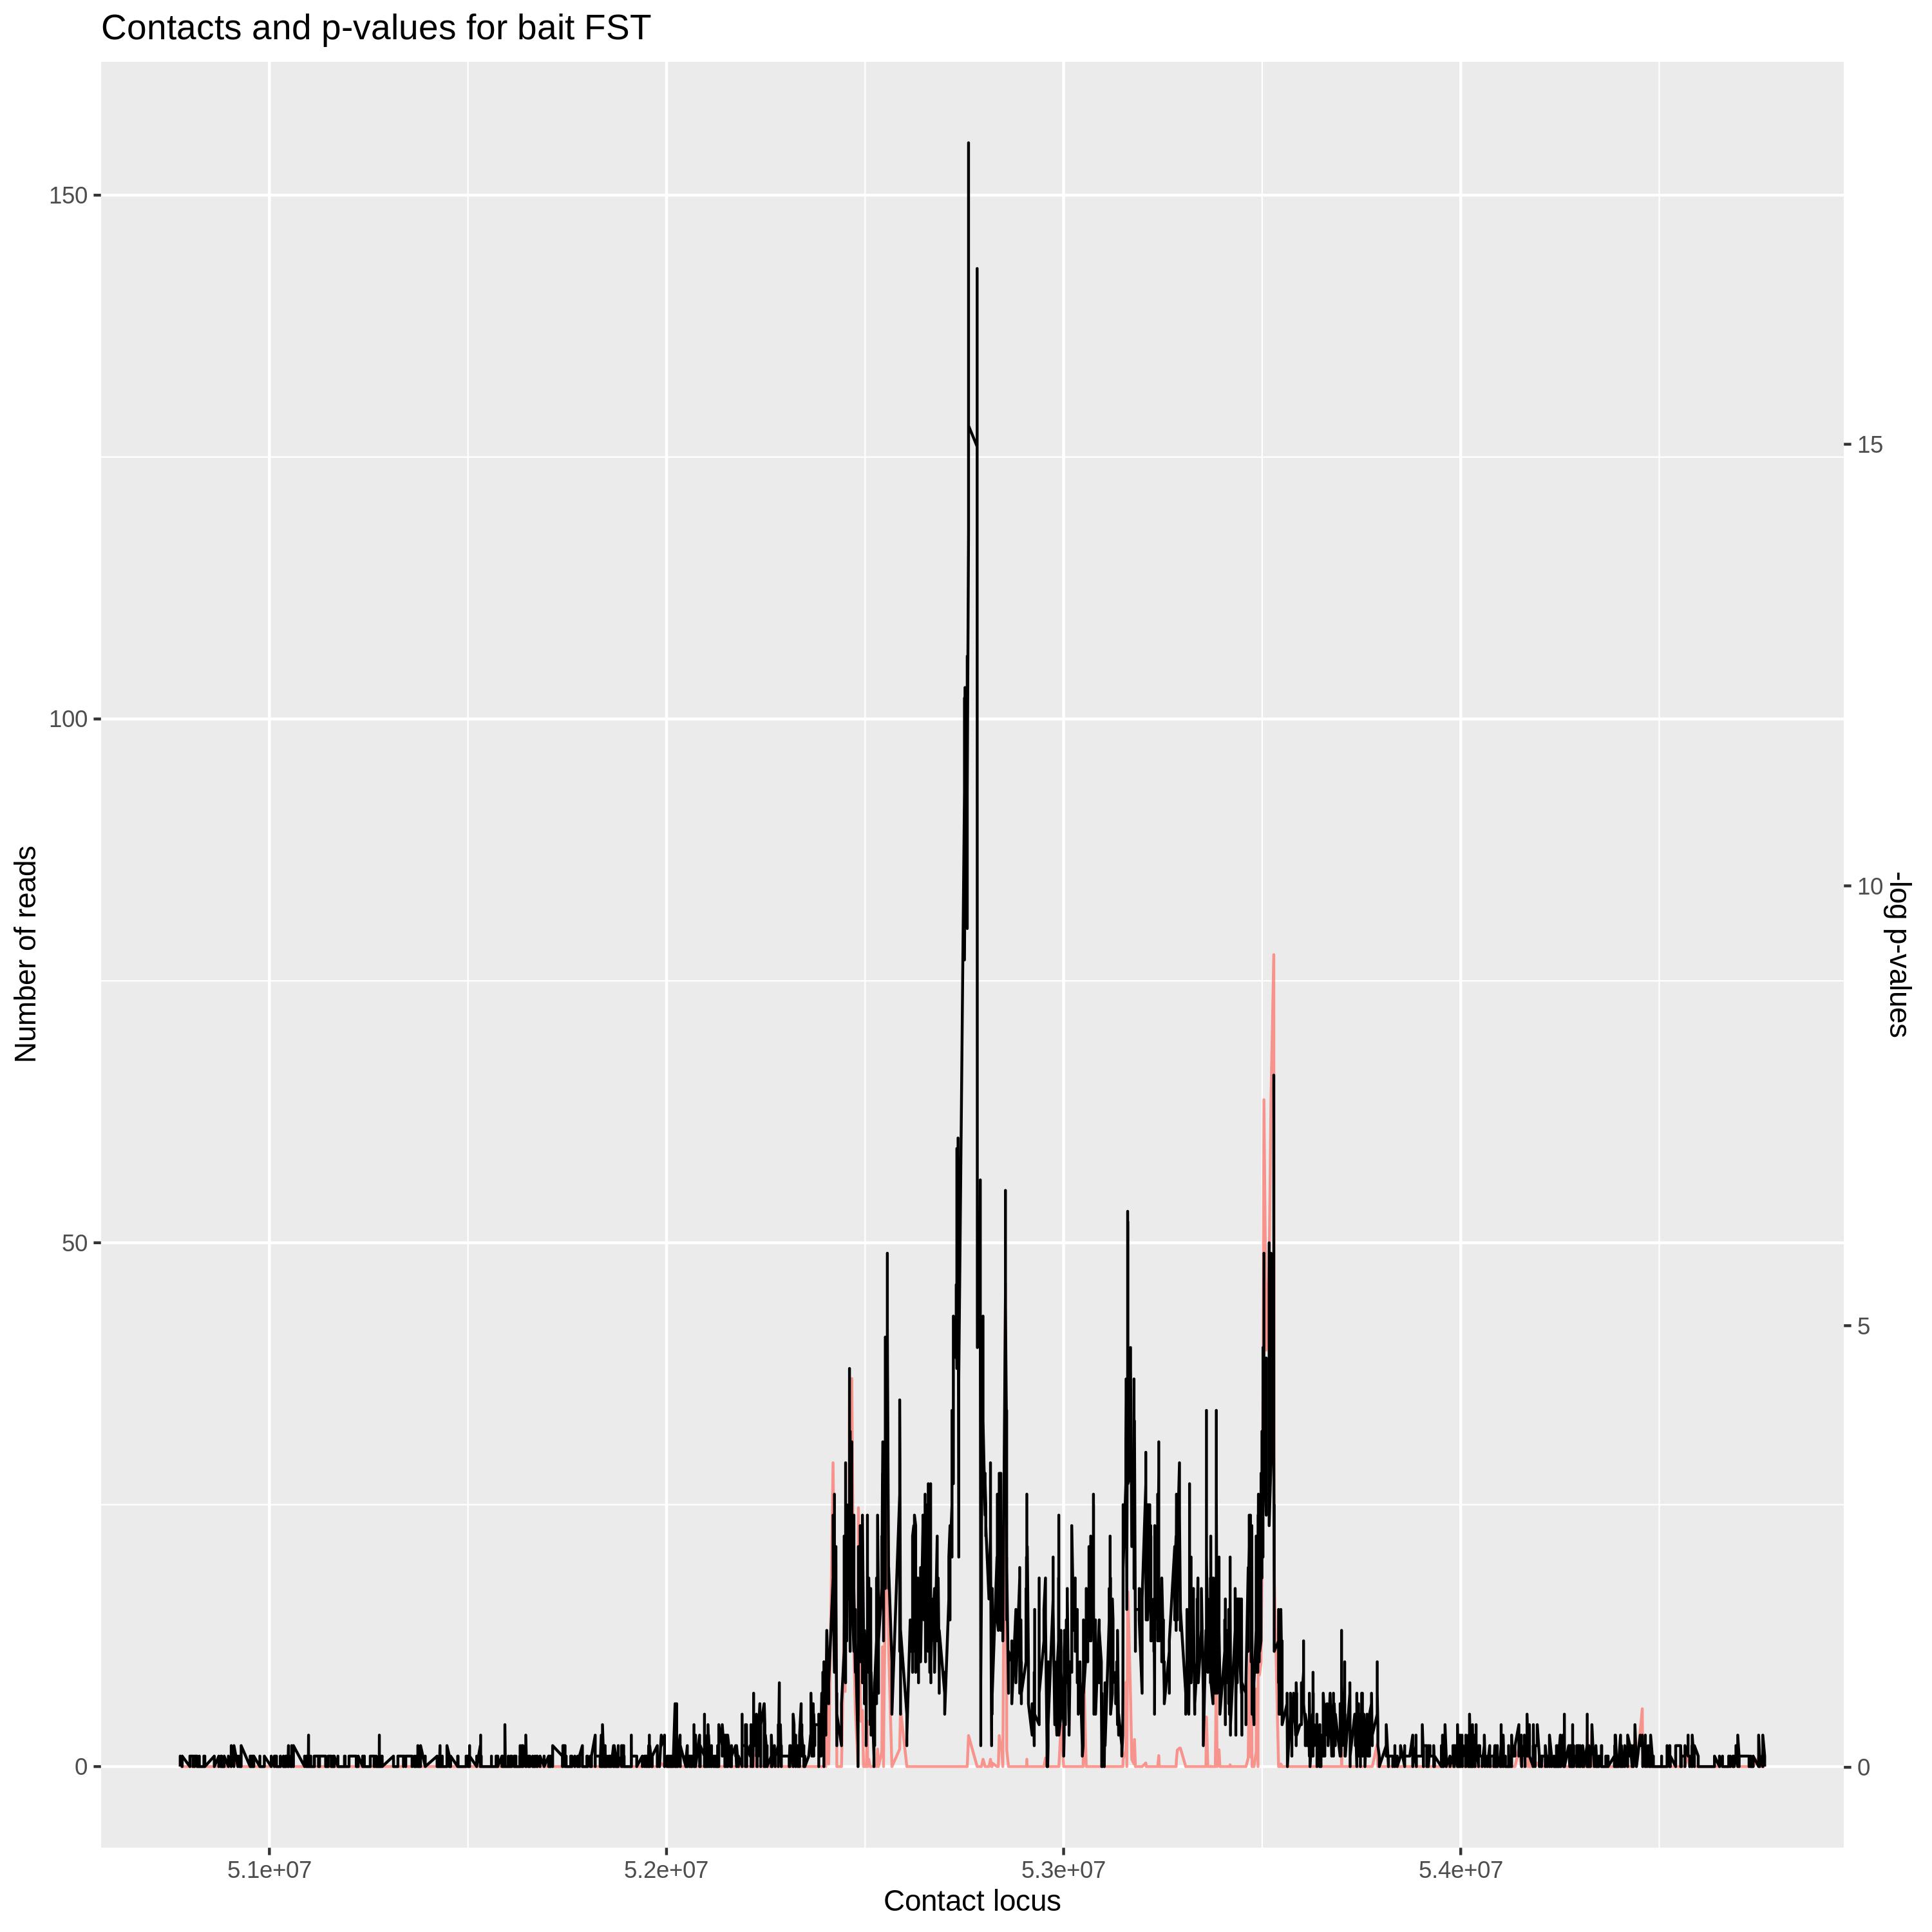 Contacts and p-values for bait FST
150
100
50
0
Number of reads
15
10
5
0
-log p-values
5.1e+07
5.2e+07
5.3e+07
5.4e+07
Contact locus